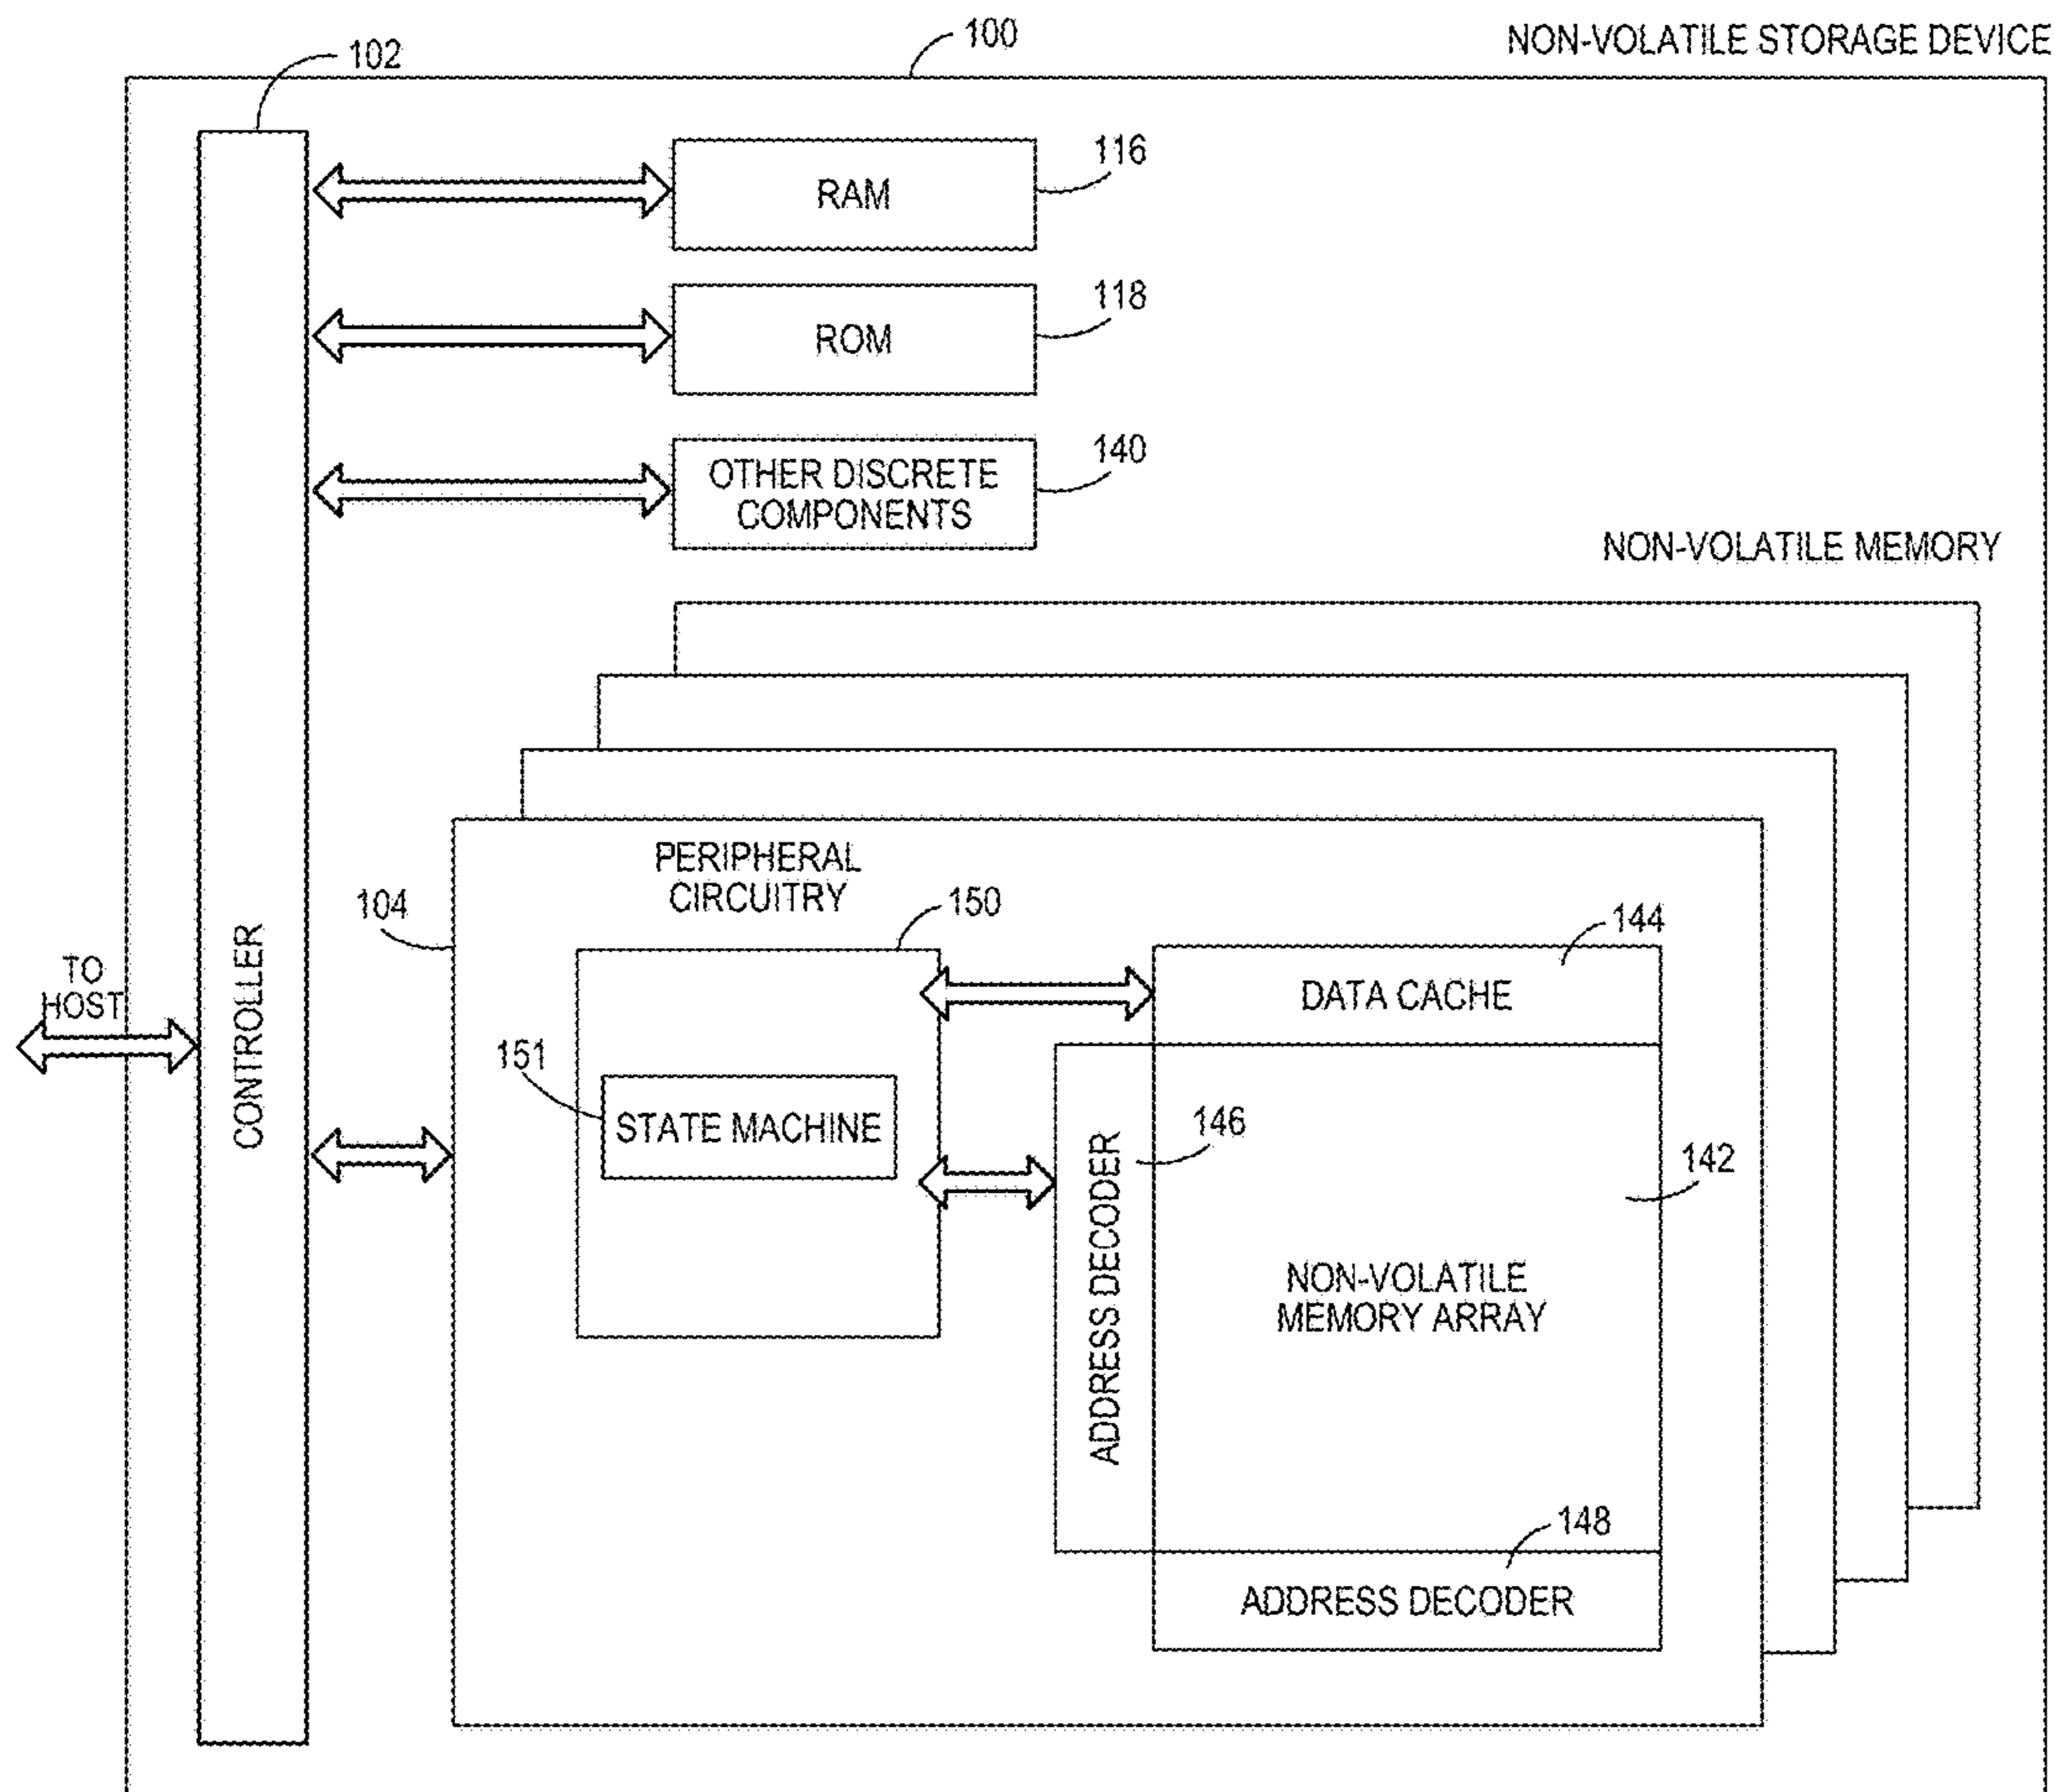 100
NON-VOLATILE STORAGE DEVICE
102
116
RAM
118
ROM
140
OTHER DISCRETE
COMPONENTS
NON-VOLATILE MEMORY
PERIPHERAL
CIRCUITRY
104
150
144
TO
HOST
CONTROLLER
DATA CACHE
151
STATE MACHINE
146
ADDRESS DECODER
142
NON-VOLATILE
MEMORY ARRAY
148
ADDRESS DECODER